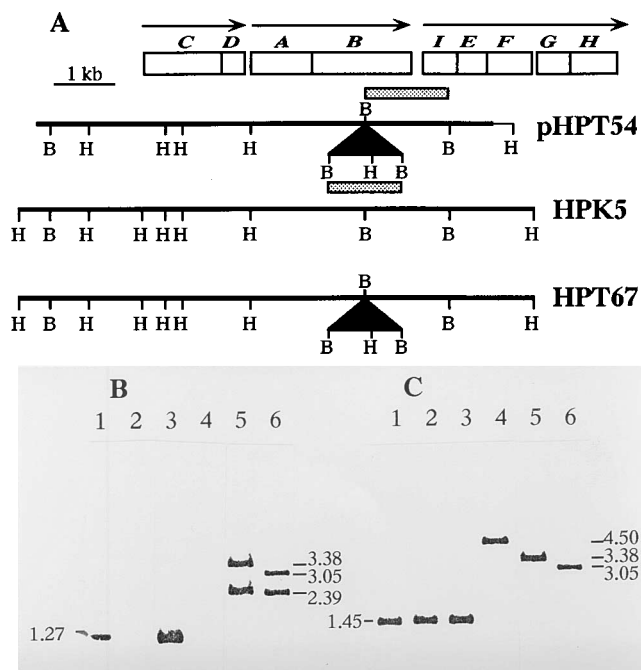 A
C D A B I E F G H
1 kb
B
pHPT54
B H H H H B H
B H B
HPK5
H B H H H H H B B H
B
HPT67
H B H H H H H B H
B H B
B C
1 2 3 4 5 6 1 2 3 4 5 6
3.38
3.05
2.39
1.27
4.50
3.38
3.05
1.45